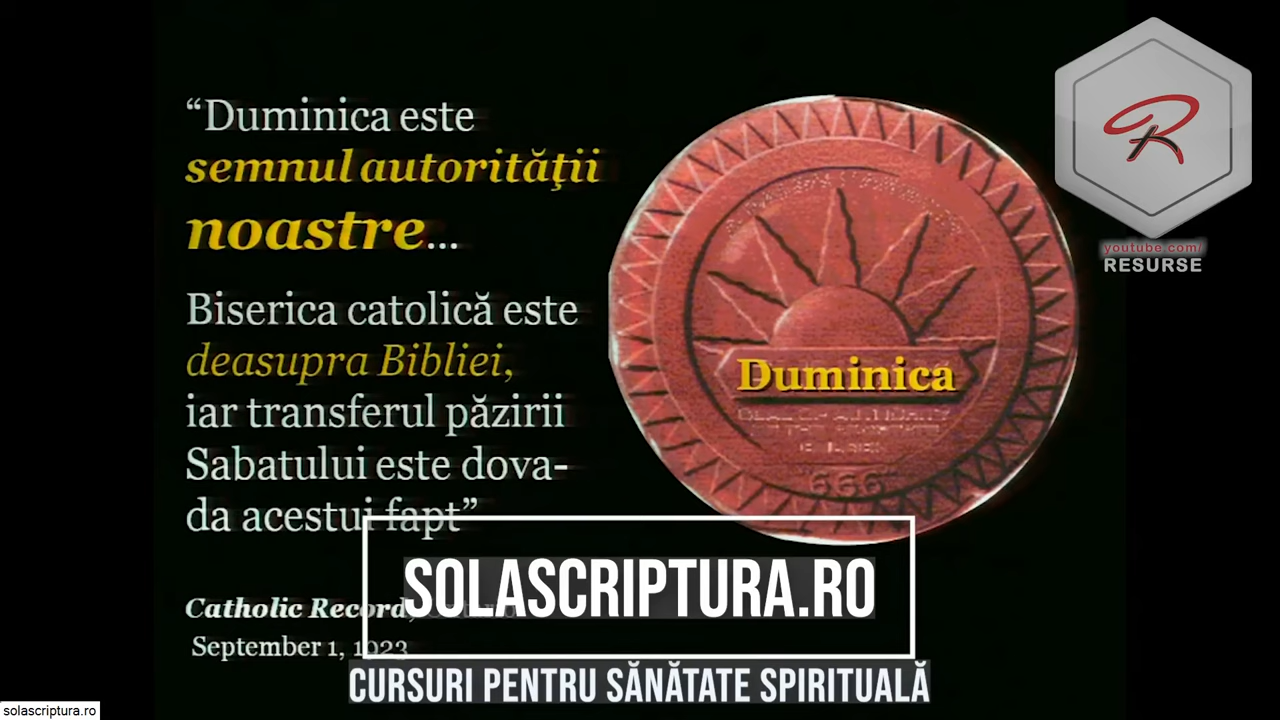 “Duminica este
semnul autorităţii
noastre...
Biserica catolică este
deasupra Bibliei,
iar transferul păzirii
Sabatului este dova-
da acestui fapt”
Catholic Record,
September 1, 1923
Duminica
666
R
youtube.com/
RESURSE
SOLASCRIPTURA.RO
CURSURI PENTRU SĂNĂTATE SPIRITUALĂ
solascriptura.ro